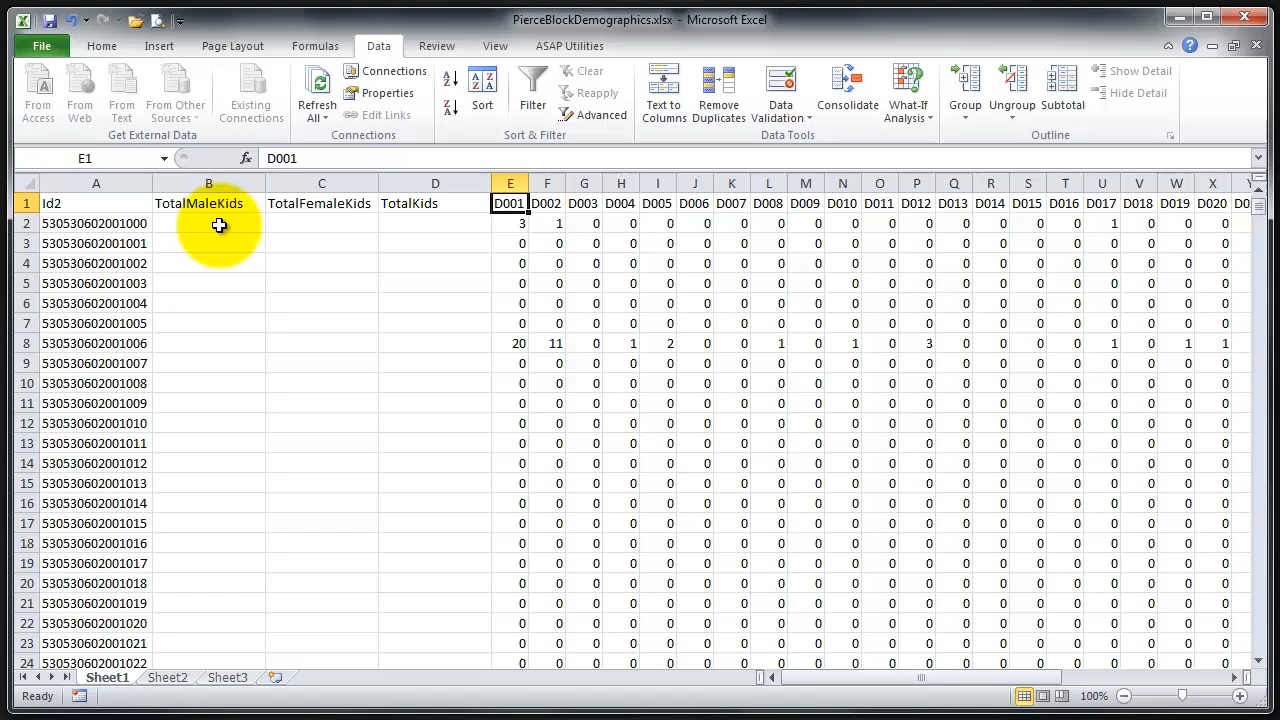 PierceBlockDemographics.xlsx - Microsoft Excel
File Home Insert Page Layout Formulas Data Review View ASAP Utilities
From Access From Web From Text From Other Sources Existing Connections Refresh All Connections Properties Edit Links Sort Filter Clear Reapply Advanced Text to Columns Remove Duplicates Data Validation Consolidate What-If Analysis Group Ungroup Subtotal Show Detail Hide Detail
Get External Data Connections Sort & Filter Data Tools Outline
E1 fx D001
A B C D E F G H I J K L M N O P Q R S T U V W X Y
1 Id2 TotalMaleKids TotalFemaleKids TotalKids D001 D002 D003 D004 D005 D006 D007 D008 D009 D010 D011 D012 D013 D014 D015 D016 D017 D018 D019 D020
2 530530602001000 3 1 0 0 0 0 0 0 0 0 0 0 0 0 0 0 1 0 0 0
3 530530602001001 0 0 0 0 0 0 0 0 0 0 0 0 0 0 0 0 0 0 0 0
4 530530602001002 0 0 0 0 0 0 0 0 0 0 0 0 0 0 0 0 0 0 0 0
5 530530602001003 0 0 0 0 0 0 0 0 0 0 0 0 0 0 0 0 0 0 0 0
6 530530602001004 0 0 0 0 0 0 0 0 0 0 0 0 0 0 0 0 0 0 0 0
7 530530602001005 0 0 0 0 0 0 0 0 0 0 0 0 0 0 0 0 0 0 0 0
8 530530602001006 20 11 0 1 2 0 0 1 0 1 0 3 0 0 0 0 1 0 1 1
9 530530602001007 0 0 0 0 0 0 0 0 0 0 0 0 0 0 0 0 0 0 0 0
10 530530602001008 0 0 0 0 0 0 0 0 0 0 0 0 0 0 0 0 0 0 0 0
11 530530602001009 0 0 0 0 0 0 0 0 0 0 0 0 0 0 0 0 0 0 0 0
12 530530602001010 0 0 0 0 0 0 0 0 0 0 0 0 0 0 0 0 0 0 0 0
13 530530602001011 0 0 0 0 0 0 0 0 0 0 0 0 0 0 0 0 0 0 0 0
14 530530602001012 0 0 0 0 0 0 0 0 0 0 0 0 0 0 0 0 0 0 0 0
15 530530602001013 0 0 0 0 0 0 0 0 0 0 0 0 0 0 0 0 0 0 0 0
16 530530602001014 0 0 0 0 0 0 0 0 0 0 0 0 0 0 0 0 0 0 0 0
17 530530602001015 0 0 0 0 0 0 0 0 0 0 0 0 0 0 0 0 0 0 0 0
18 530530602001016 0 0 0 0 0 0 0 0 0 0 0 0 0 0 0 0 0 0 0 0
19 530530602001017 0 0 0 0 0 0 0 0 0 0 0 0 0 0 0 0 0 0 0 0
20 530530602001018 0 0 0 0 0 0 0 0 0 0 0 0 0 0 0 0 0 0 0 0
21 530530602001019 0 0 0 0 0 0 0 0 0 0 0 0 0 0 0 0 0 0 0 0
22 530530602001020 0 0 0 0 0 0 0 0 0 0 0 0 0 0 0 0 0 0 0 0
23 530530602001021 0 0 0 0 0 0 0 0 0 0 0 0 0 0 0 0 0 0 0 0
24 530530602001022 0 0 0 0 0 0 0 0 0 0 0 0 0 0 0 0 0 0 0 0
Sheet1 Sheet2 Sheet3
Ready 100%